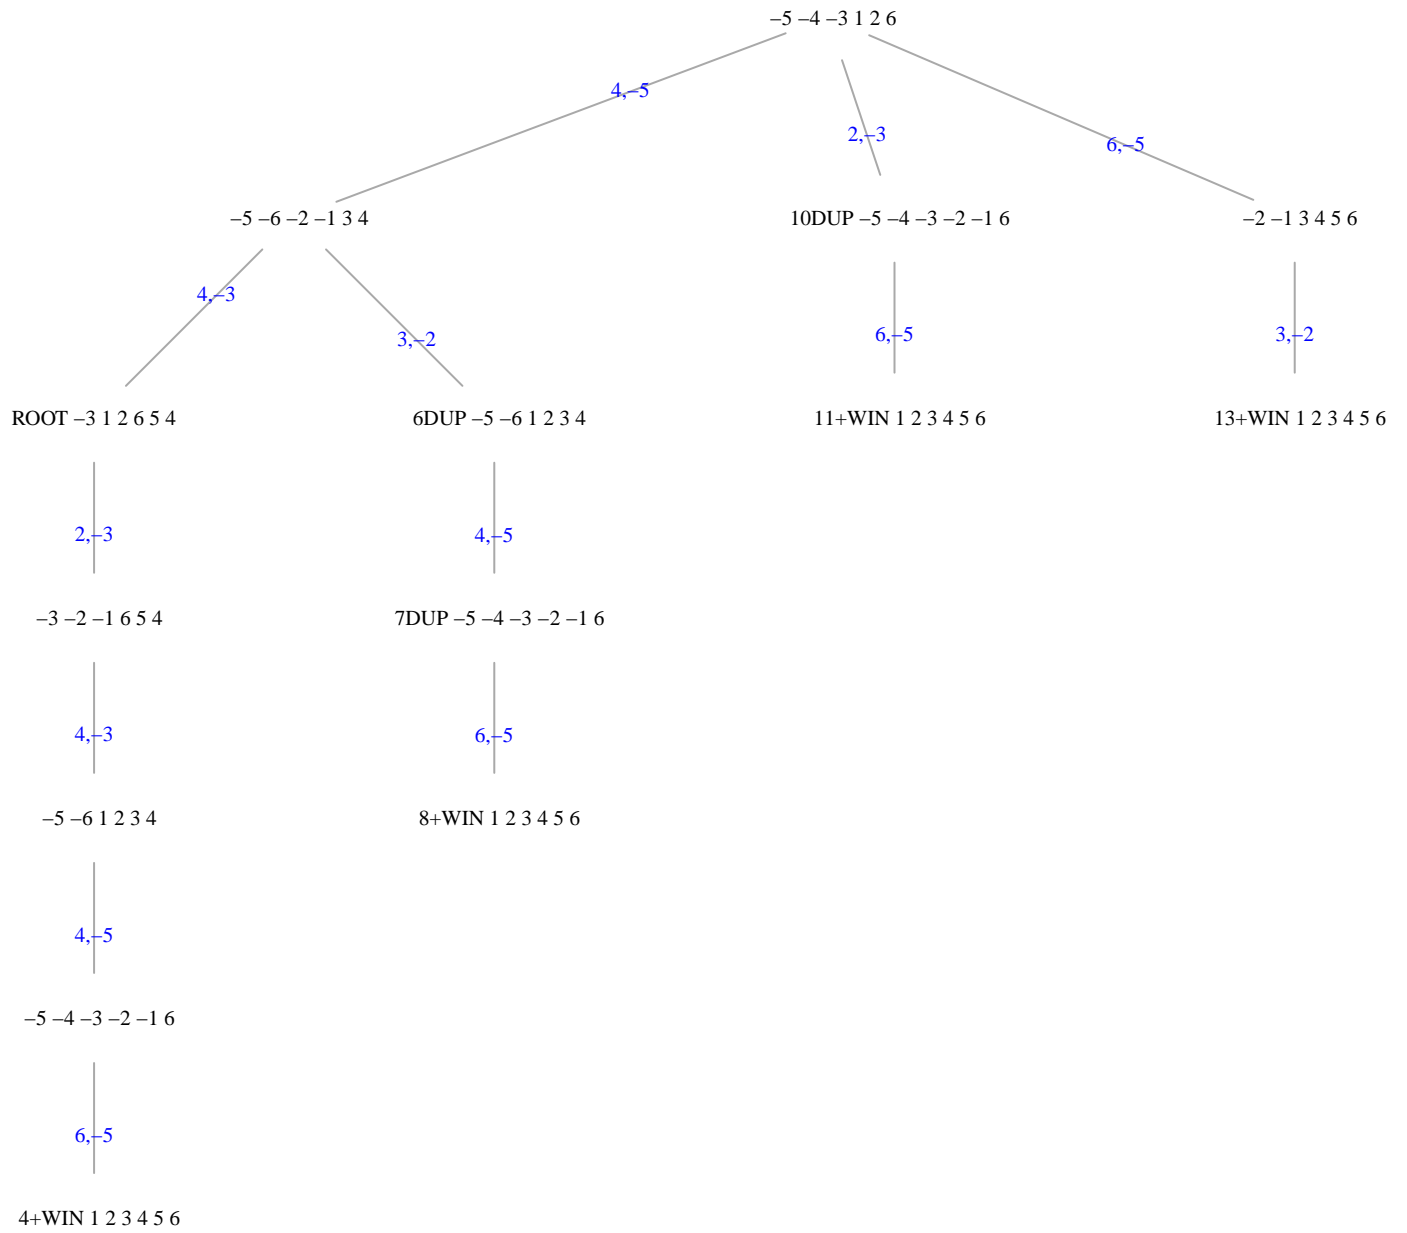 –5 –4 –3 1 2 6
4,–5
2,–3
6,–5
–5 –6 –2 –1 3 4
10DUP –5 –4 –3 –2 –1 6
–2 –1 3 4 5 6
4,–3
3,–2
6,–5
3,–2
ROOT –3 1 2 6 5 4
6DUP –5 –6 1 2 3 4
11+WIN 1 2 3 4 5 6
13+WIN 1 2 3 4 5 6
2,–3
4,–5
–3 –2 –1 6 5 4
7DUP –5 –4 –3 –2 –1 6
4,–3
6,–5
–5 –6 1 2 3 4
8+WIN 1 2 3 4 5 6
4,–5
–5 –4 –3 –2 –1 6
6,–5
4+WIN 1 2 3 4 5 6